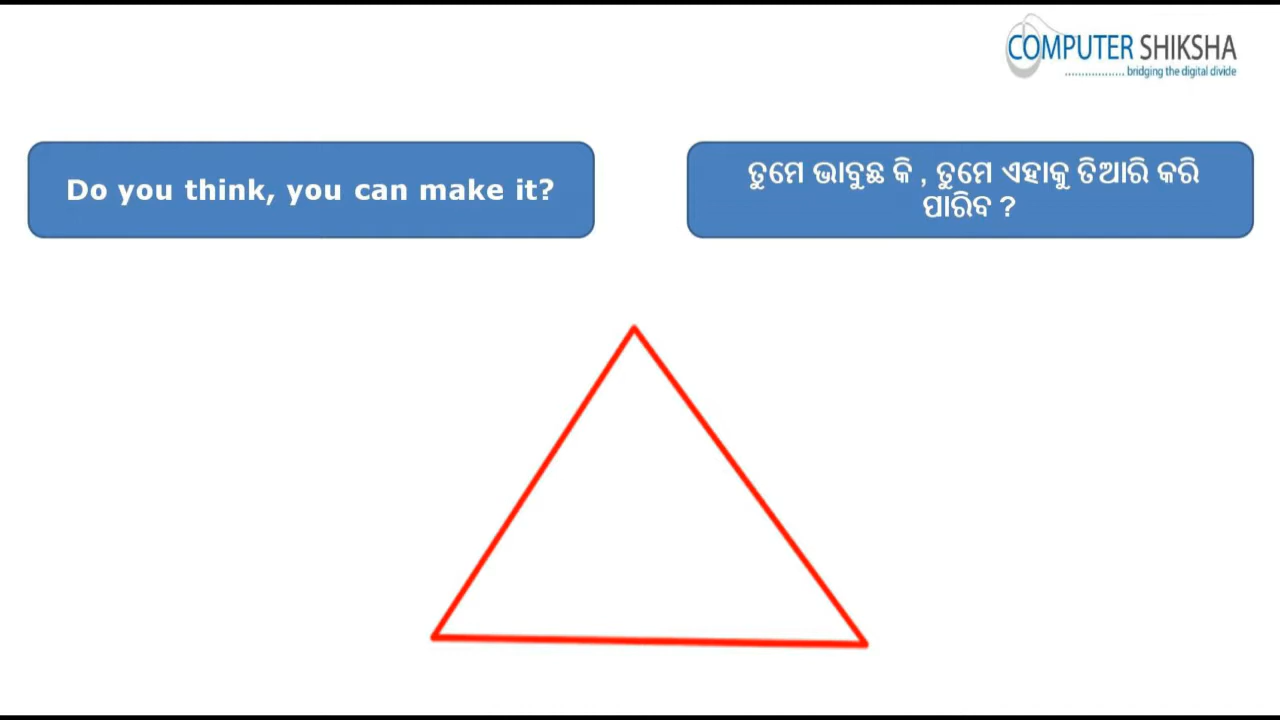 COMPUTER SHIKSHA
.................. bridging the digital divide
Do you think, you can make it?
ତୁମେ ଭାବୁଛ କି , ତୁମେ ଏହାକୁ ତିଆରି କରି
ପାରିବ ?